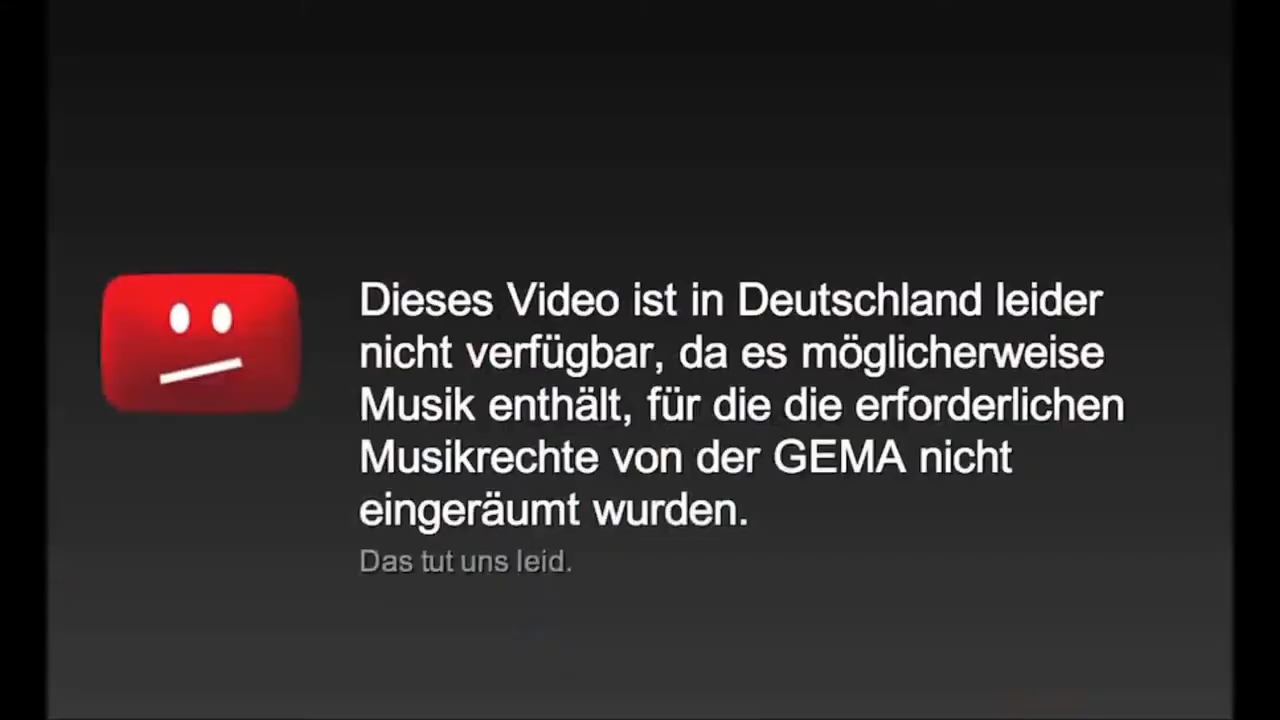 Dieses Video ist in Deutschland leider
nicht verfügbar, da es möglicherweise
Musik enthält, für die die erforderlichen
Musikrechte von der GEMA nicht
eingeräumt wurden.
Das tut uns leid.